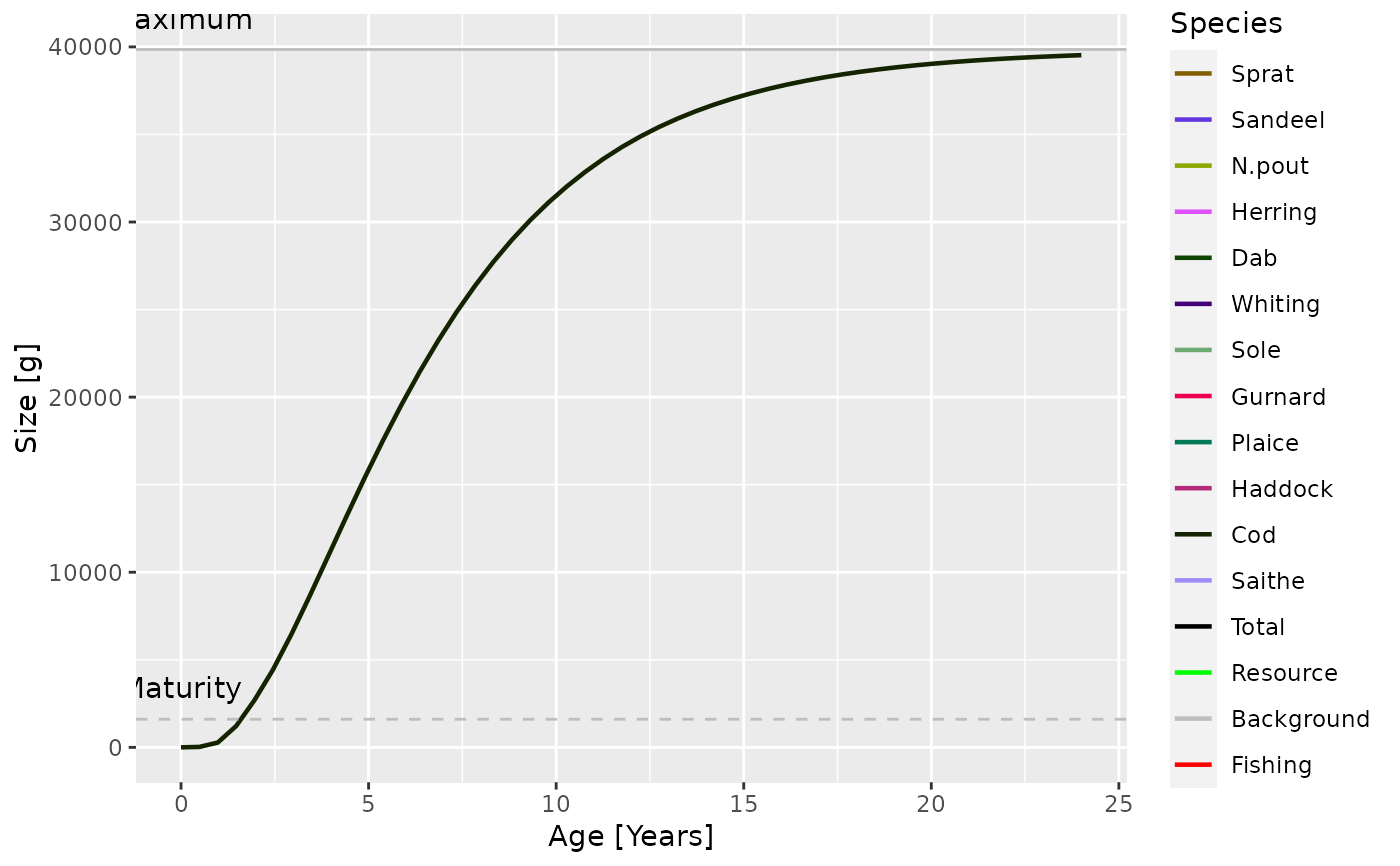 aximum
40000
30000
20000
10000
0
Maturity
Size [g]
0 5 10 15 20 25
Age [Years]
Species
Sprat
Sandeel
N.pout
Herring
Dab
Whiting
Sole
Gurnard
Plaice
Haddock
Cod
Saithe
Total
Resource
Background
Fishing